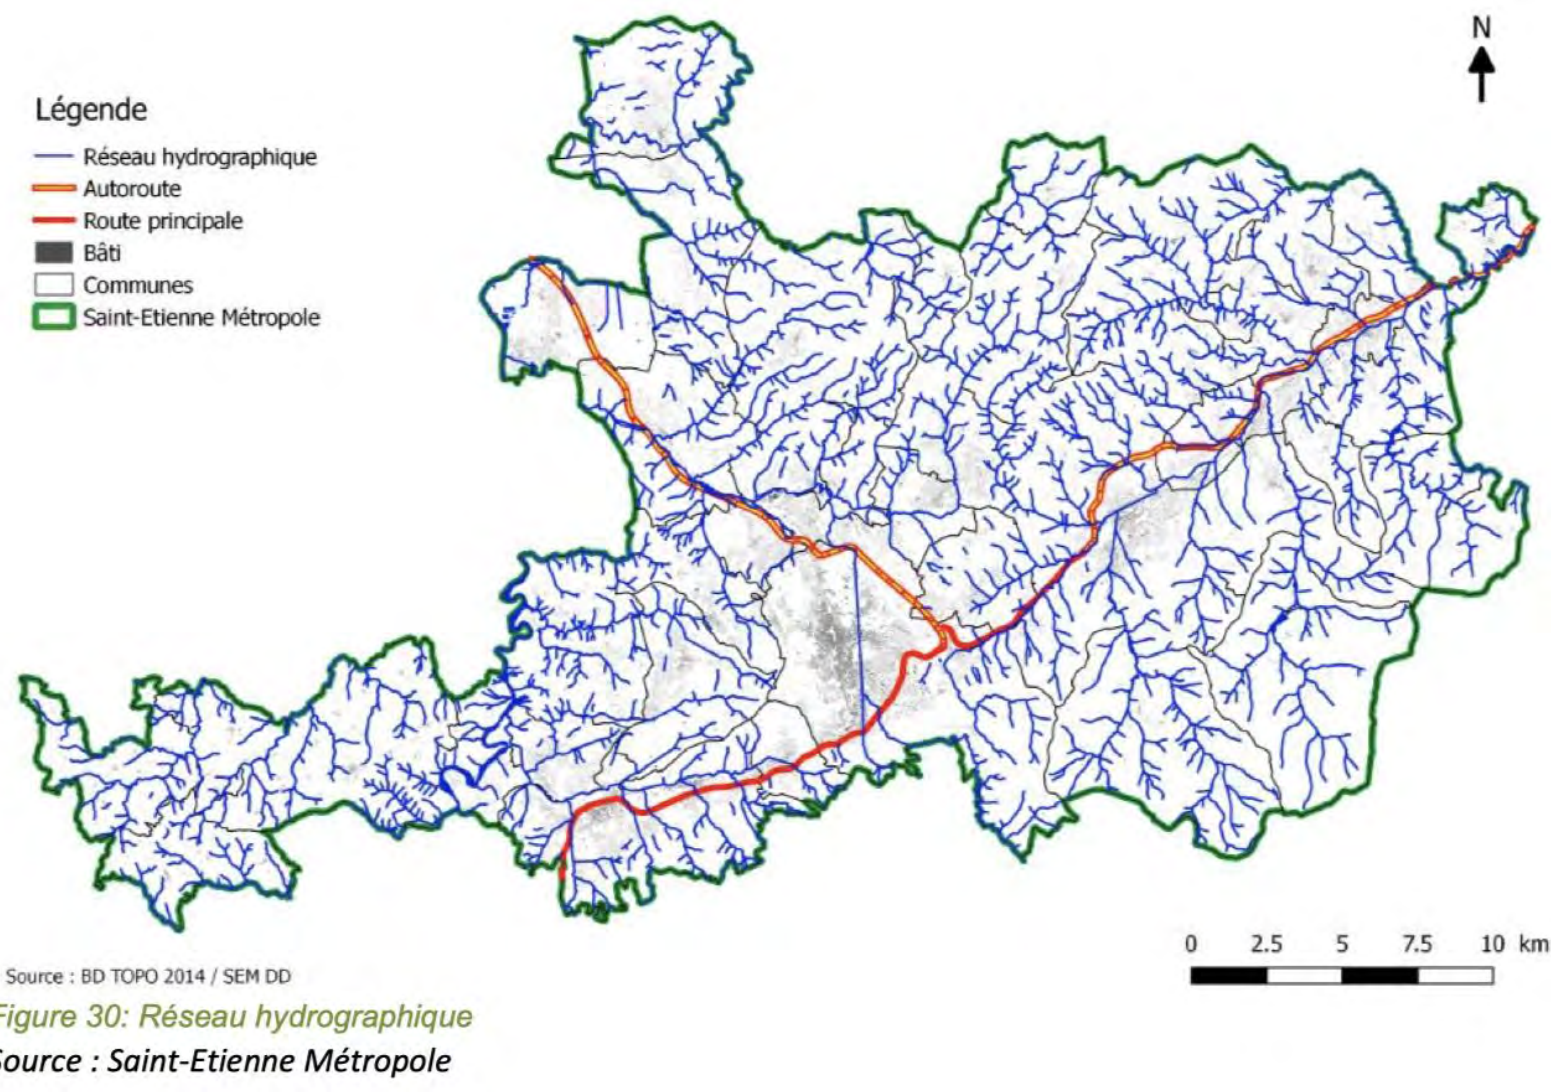 N
Légende
Réseau hydrographique
Autoroute
Route principale
Bâti
Communes
Saint-Etienne Métropole
0 2.5 5 7.5 10 km
Source : BD TOPO 2014 / SEM DD
Figure 30: Réseau hydrographique
Source : Saint-Etienne Métropole